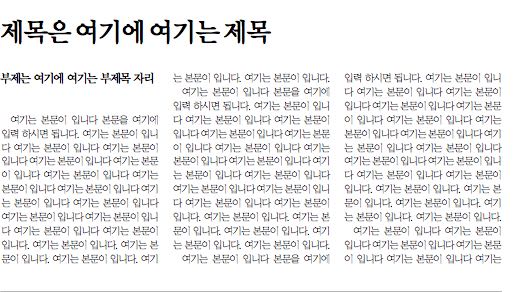 제목은 여기에 여기는 제목
부제는 여기에 여기는 부제목 자리
여기는 본문이 입니다 본문을 여기에
입력 하시면 됩니다. 여기는 본문이 입니
다 여기는 본문이 입니다. 여기는 본문이
입니다 여기는 본문이 입니다 여기는 본문
이 입니다. 여기는 본문이 입니다. 여기는
본문이 입니다 여기는 본문이 입니다 여기
는 본문이 입니다. 여기는 본문이 입니다.
여기는 본문이 입니다 여기는 본문이 입니
다 여기는 본문이 입니다. 여기는 본문이
입니다. 여기는 본문이 입니다. 여기는 본
문이 입니다. 여기는 본문이 입니다. 여기
는 본문이 입니다. 여기는 본문이 입니다.
여기는 본문이 입니다 본문을 여기에
입력 하시면 됩니다. 여기는 본문이 입니
다 여기는 본문이 입니다. 여기는 본문이
입니다 여기는 본문이 입니다 여기는 본문
이 입니다. 여기는 본문이 입니다. 여기는
본문이 입니다 여기는 본문이 입니다 여기
는 본문이 입니다. 여기는 본문이 입니다.
여기는 본문이 입니다 여기는 본문이 입니
다 여기는 본문이 입니다. 여기는 본문이
입니다. 여기는 본문이 입니다. 여기는 본
문이 입니다. 여기는 본문이 입니다. 여기
는 본문이 입니다. 여기는 본문이 입니다.
여기는 본문이 입니다 본문을 여기에
입력 하시면 됩니다. 여기는 본문이 입니
다 여기는 본문이 입니다. 여기는 본문이
입니다 여기는 본문이 입니다 여기는 본문
이 입니다. 여기는 본문이 입니다. 여기는
본문이 입니다 여기는 본문이 입니다 여기
는 본문이 입니다. 여기는 본문이 입니다.
여기는 본문이 입니다 여기는 본문이 입니
다 여기는 본문이 입니다. 여기는 본문이
입니다. 여기는 본문이 입니다. 여기는 본
문이 입니다. 여기는 본문이 입니다. 여기
는 본문이 입니다. 여기는 본문이 입니다.
여기는 본문이 입니다. 여기는 본문이
입니다 여기는 본문이 입니다 여기는 본문
이 입니다. 여기는 본문이 입니다. 여기는